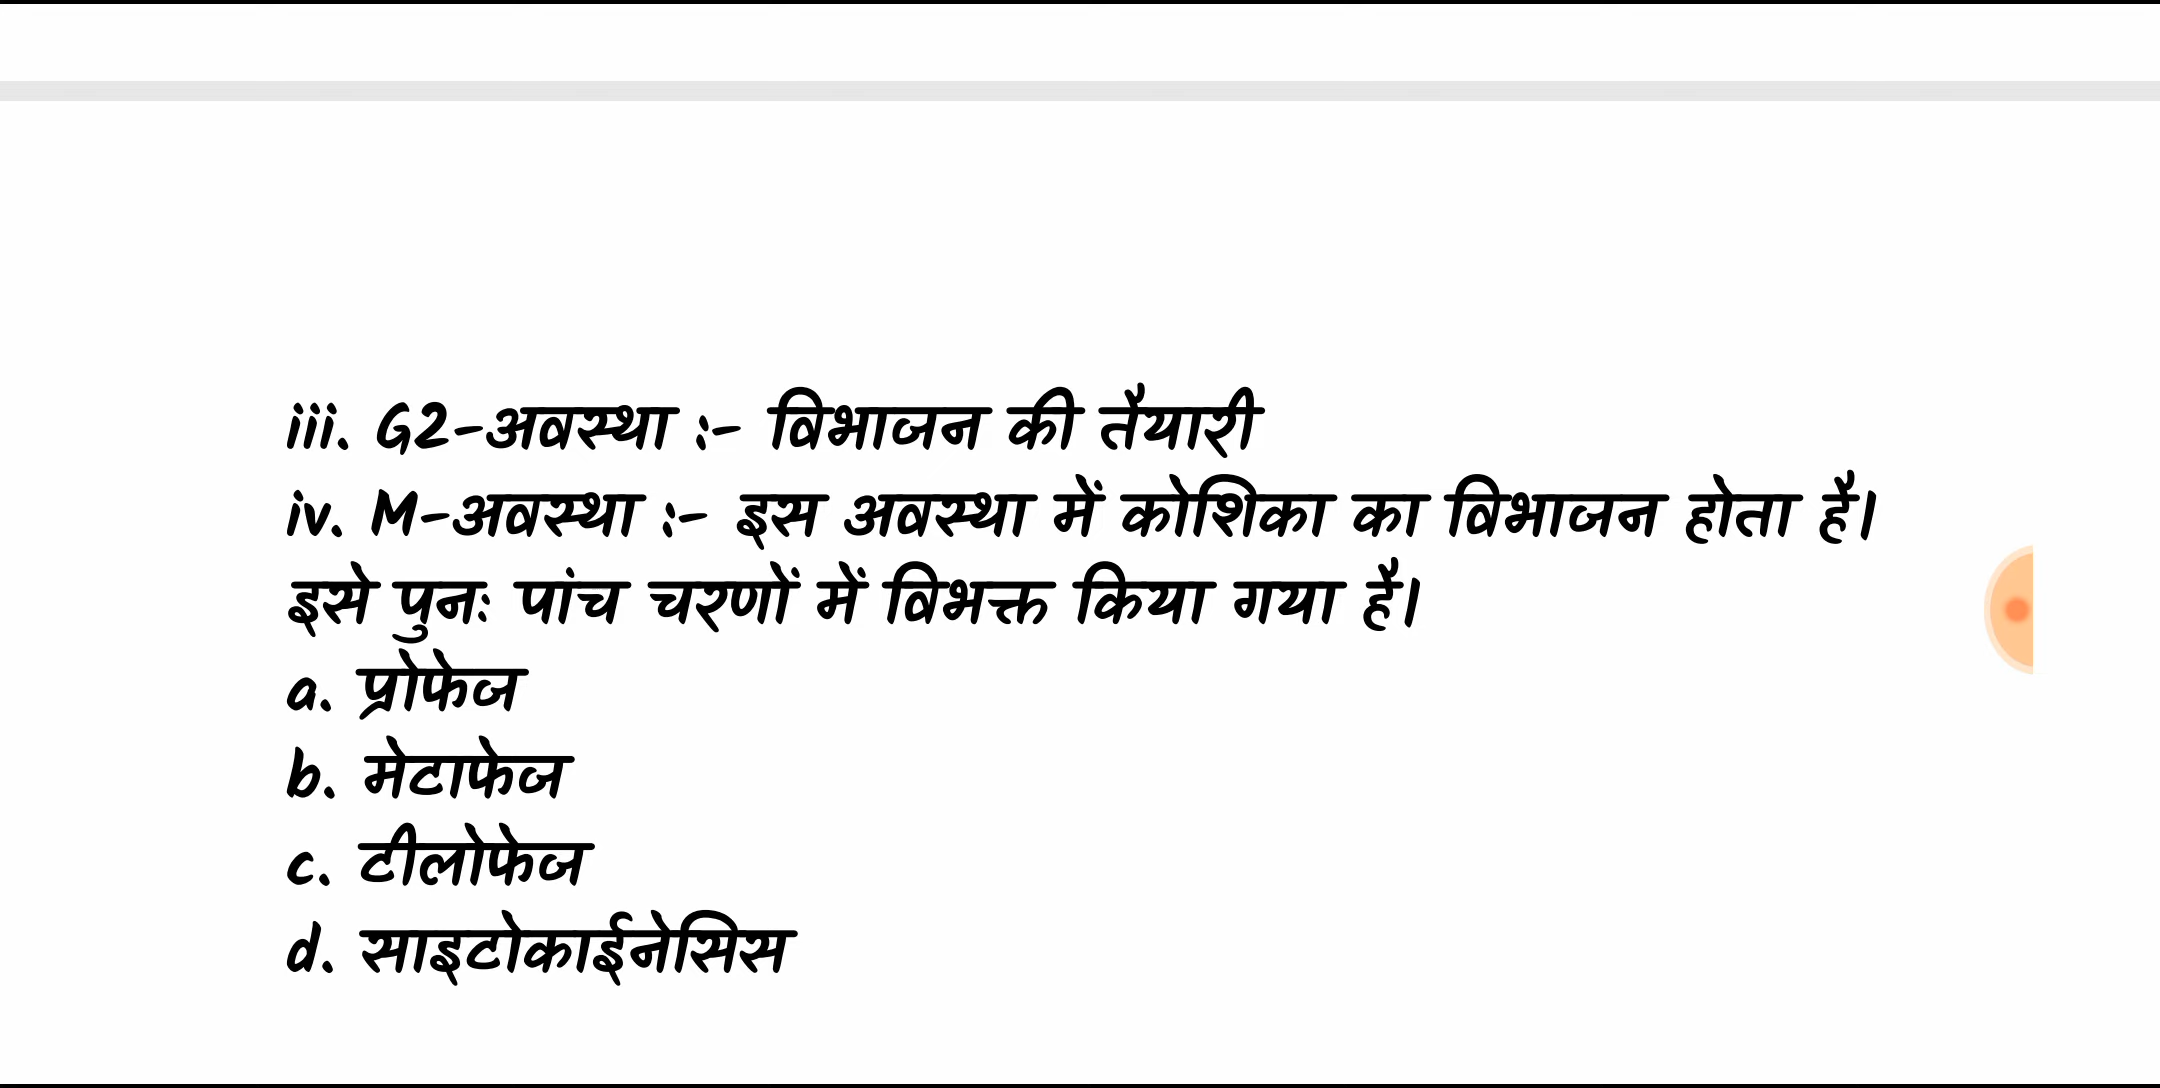 iii. G2-अवस्था :- विभाजन की तैयारी
iv. M-अवस्था :- इस अवस्था में कोशिका का विभाजन होता है।
इसे पुनः पांच चरणों में विभक्त किया गया है।
a. प्रोफेज
b. मेटाफेज
c. टीलोफेज
d. साइटोकाईनेसिस